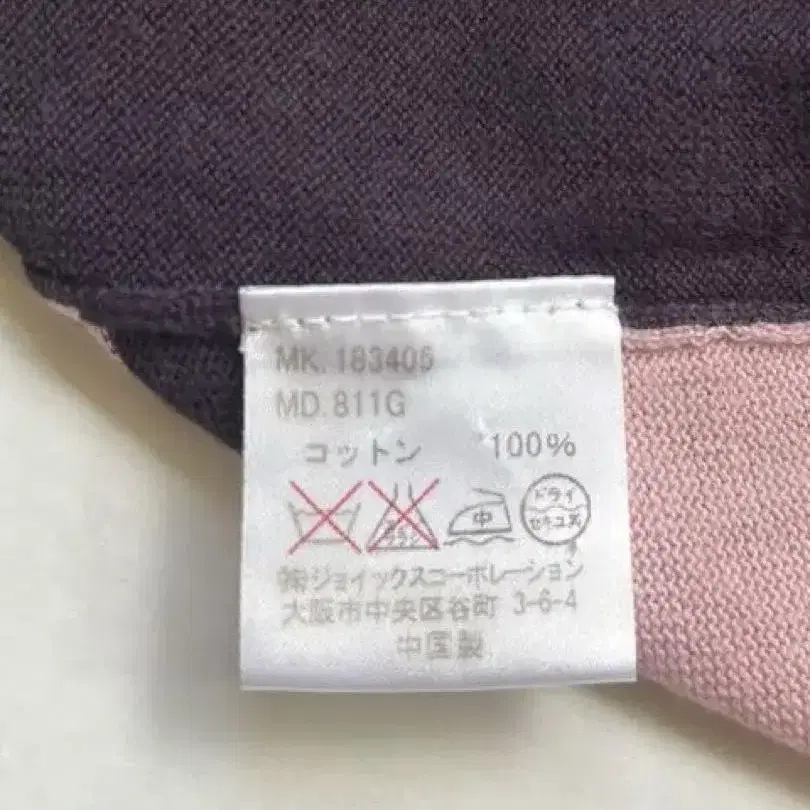 MK. 183406
MD. 811G
コットン 100%
中 ドライ
セキユ系
㈱ジョイックスコーポレーション
大阪市中央区谷町 3-6-4
中国製